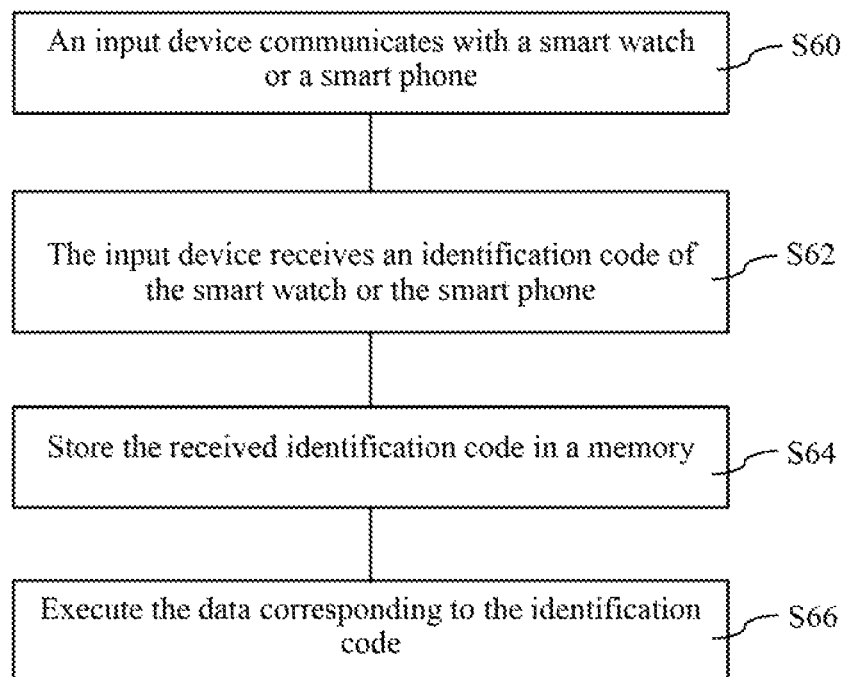 An input device communicates with a smart watch
or a smart phone
S60
The input device receives an identification code of
the smart watch or the smart phone
S62
Store the received identification code in a memory
S64
Execute the data corresponding to the identification
code
S66